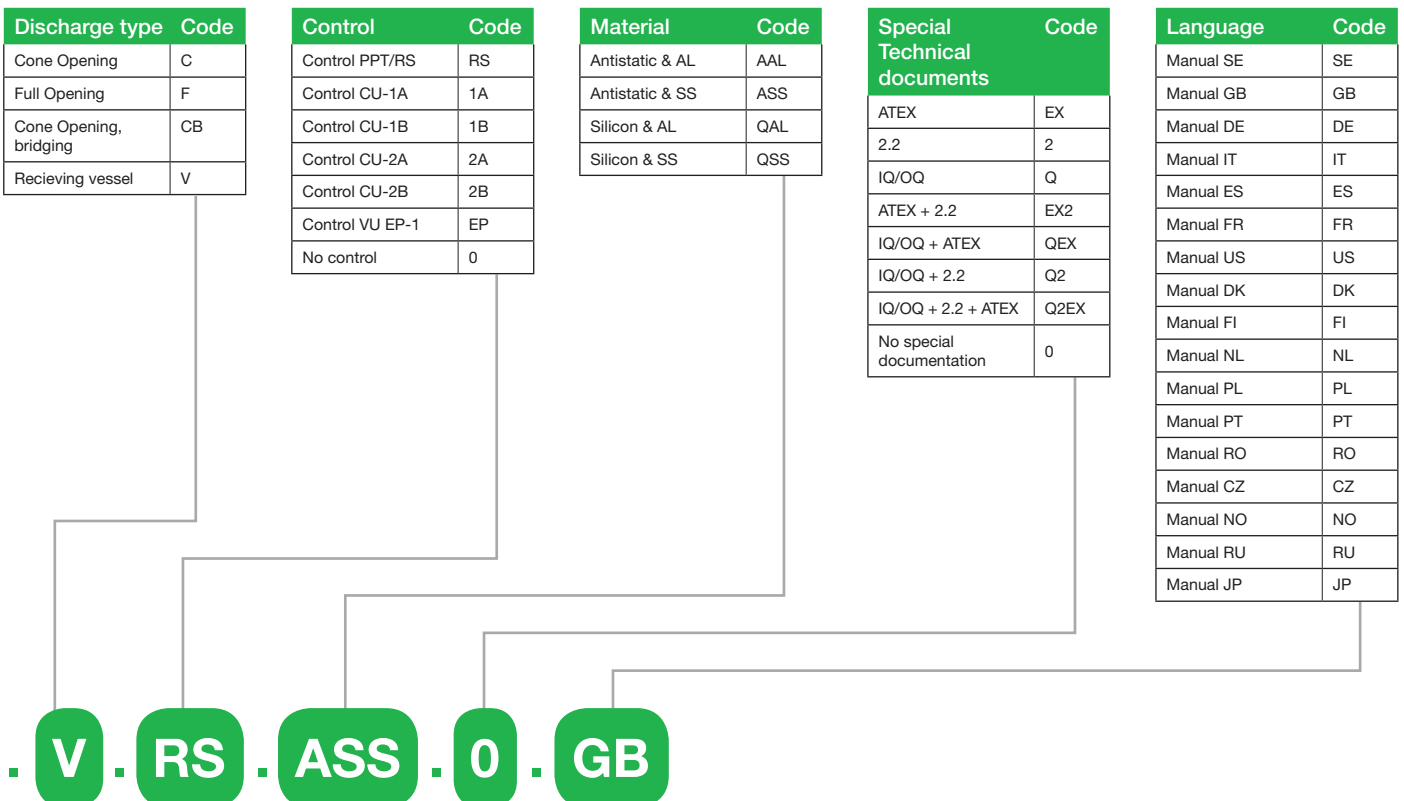 Discharge type Code
Cone Opening C
Full Opening F
Cone Opening, CB
bridging
Recieving vessel V
Control Code
Control PPT/RS RS
Control CU-1A 1A
Control CU-1B 1B
Control CU-2A 2A
Control CU-2B 2B
Control VU EP-1 EP
No control 0
Material Code
Antistatic & AL AAL
Antistatic & SS ASS
Silicon & AL QAL
Silicon & SS QSS
Special Code
Technical
documents
ATEX EX
2.2 2
IQ/OQ Q
ATEX + 2.2 EX2
IQ/OQ + ATEX QEX
IQ/OQ + 2.2 Q2
IQ/OQ + 2.2 + ATEX Q2EX
No special
documentation 0
Language Code
Manual SE SE
Manual GB GB
Manual DE DE
Manual IT IT
Manual ES ES
Manual FR FR
Manual US US
Manual DK DK
Manual FI FI
Manual NL NL
Manual PL PL
Manual PT PT
Manual RO RO
Manual CZ CZ
Manual NO NO
Manual RU RU
Manual JP JP
. V . RS . ASS . 0 . GB